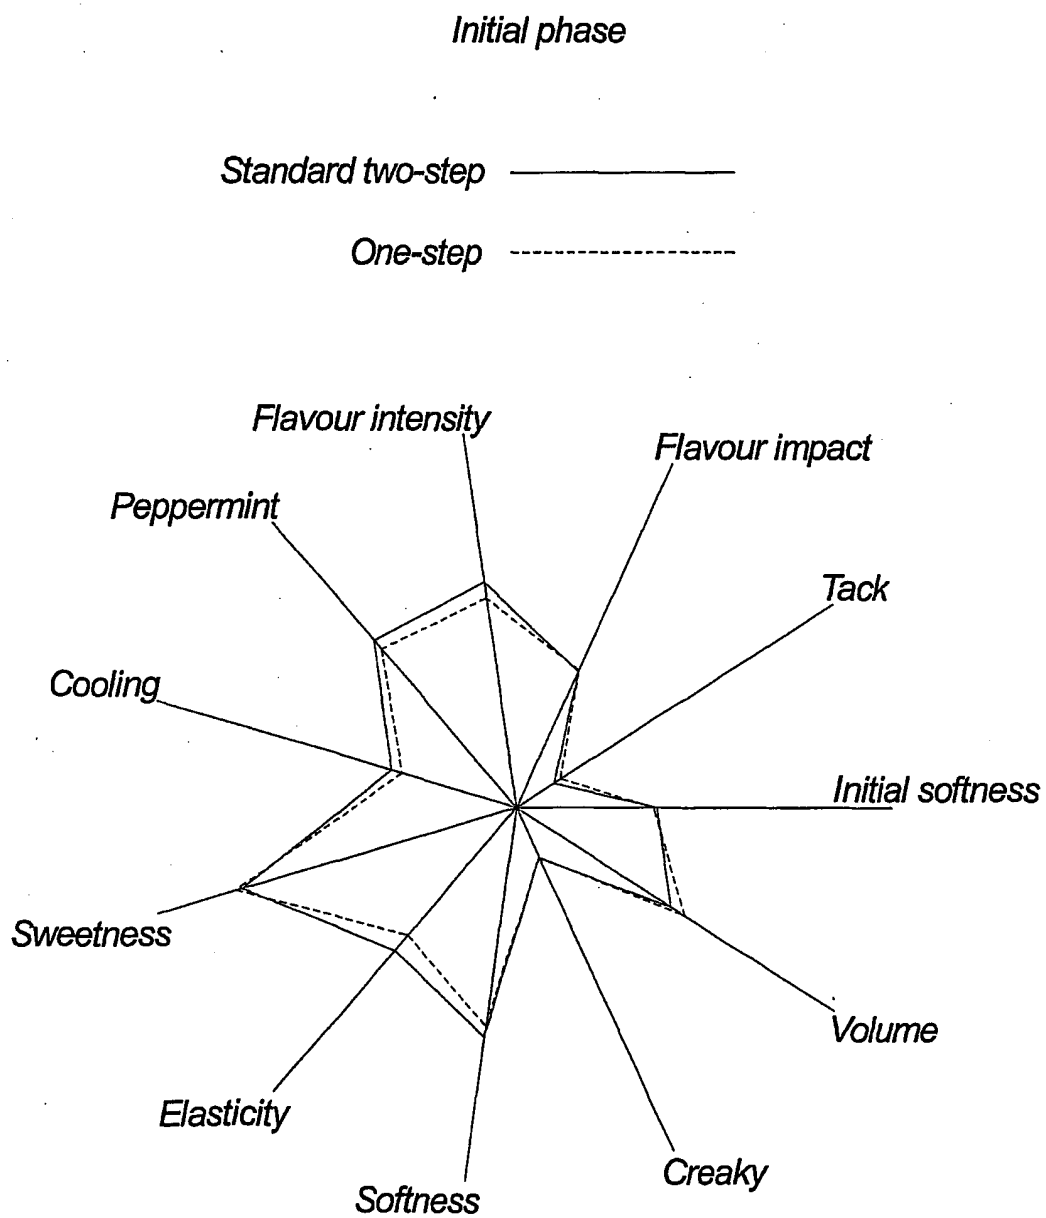 Initial phase
Standard two-step
One-step
Flavour intensity
Flavour impact
Peppermint
Tack
Cooling
Initial softness
Sweetness
Volume
Elasticity
Creaky
Softness